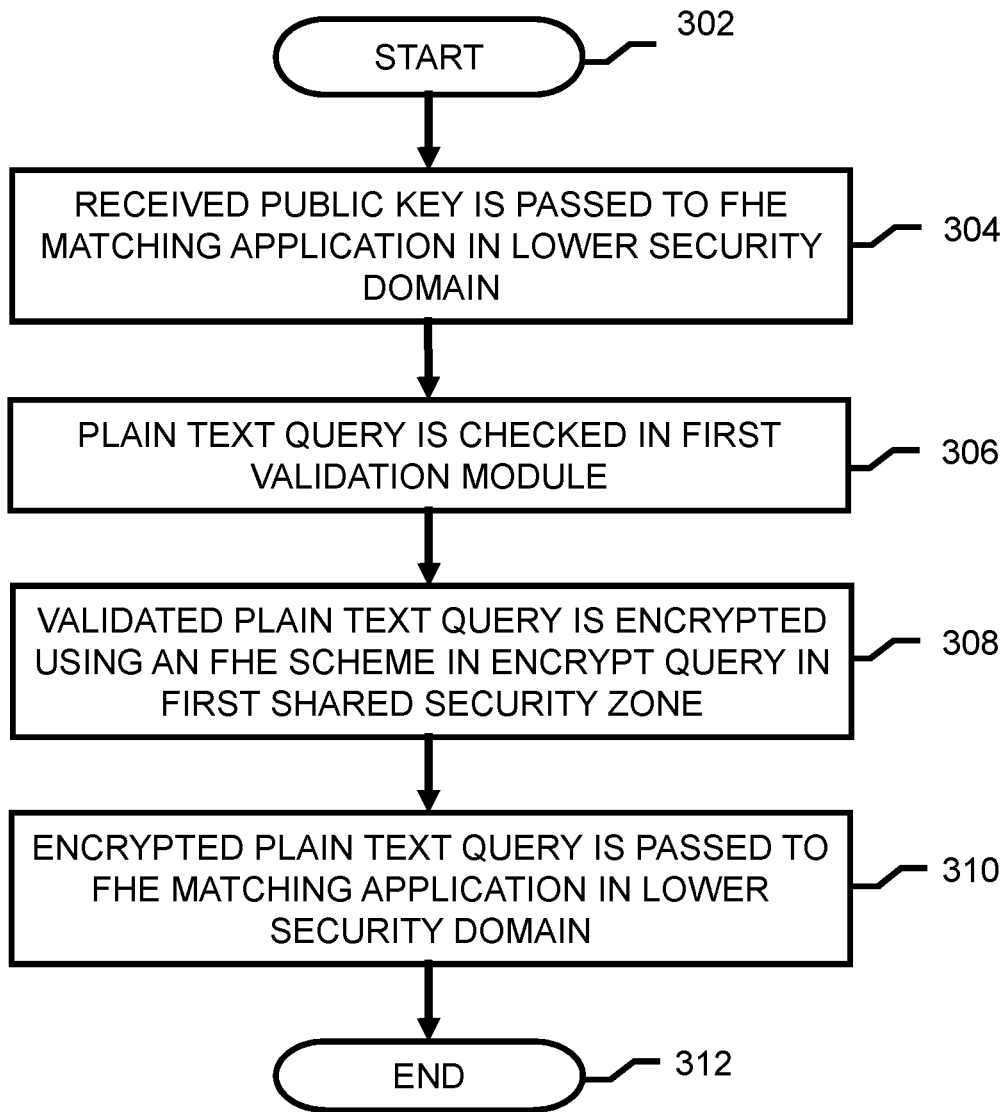 START
302
RECEIVED PUBLIC KEY IS PASSED TO FHE
MATCHING APPLICATION IN LOWER SECURITY
DOMAIN
304
PLAIN TEXT QUERY IS CHECKED IN FIRST
VALIDATION MODULE
306
VALIDATED PLAIN TEXT QUERY IS ENCRYPTED
USING AN FHE SCHEME IN ENCRYPT QUERY IN
FIRST SHARED SECURITY ZONE
308
ENCRYPTED PLAIN TEXT QUERY IS PASSED TO
FHE MATCHING APPLICATION IN LOWER
SECURITY DOMAIN
310
END
312